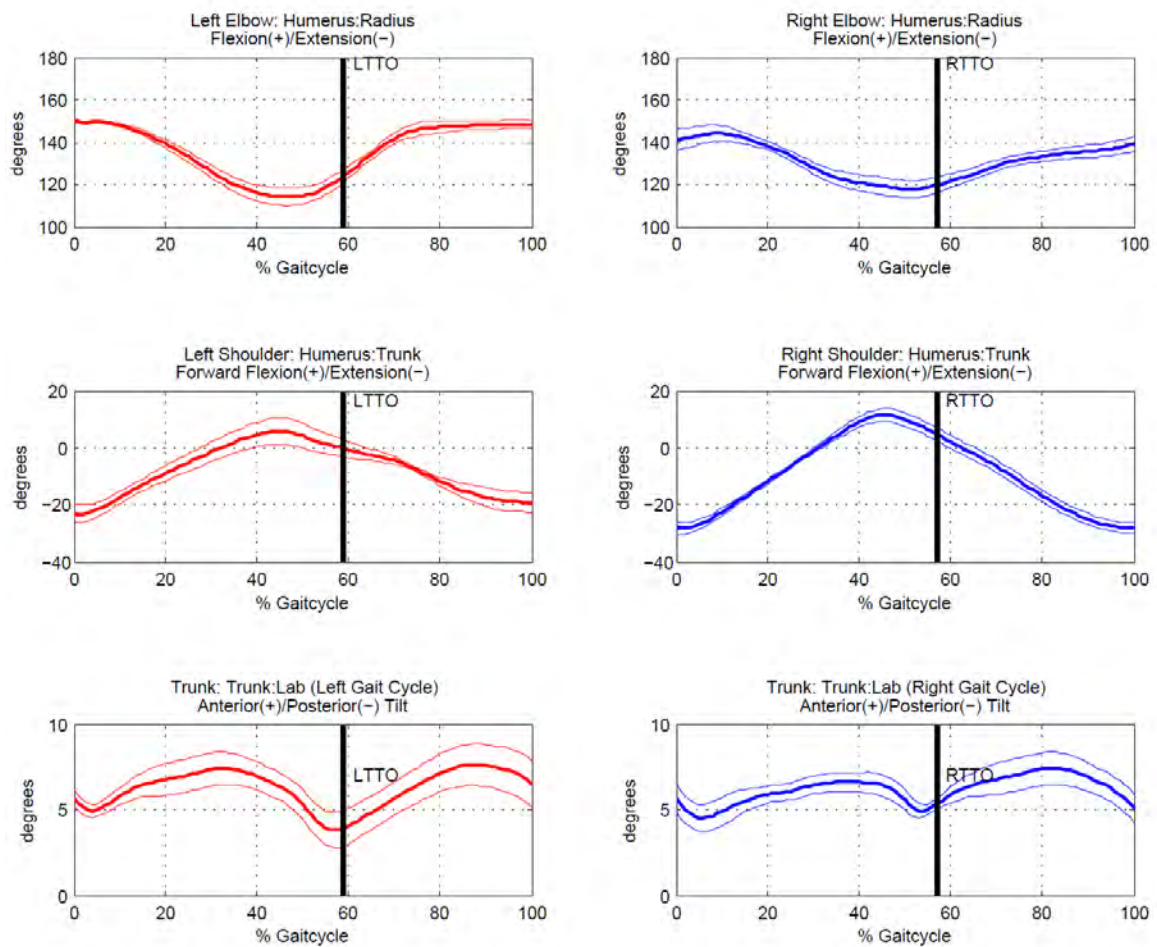 Left Elbow: Humerus:Radius
Flexion(+)/Extension(−)
180
160
140
120
100
degrees
LTTO
0
20
40
60
80
100
% Gaitcycle
Right Elbow: Humerus:Radius
Flexion(+)/Extension(−)
180
160
140
120
100
degrees
RTTO
0
20
40
60
80
100
% Gaitcycle
Left Shoulder: Humerus:Trunk
Forward Flexion(+)/Extension(−)
20
0
−20
−40
degrees
LTTO
0
20
40
60
80
100
% Gaitcycle
Right Shoulder: Humerus:Trunk
Forward Flexion(+)/Extension(−)
20
0
−20
−40
degrees
RTTO
0
20
40
60
80
100
% Gaitcycle
Trunk: Trunk:Lab (Left Gait Cycle)
Anterior(+)/Posterior(−) Tilt
10
5
0
degrees
LTTO
0
20
40
60
80
100
% Gaitcycle
Trunk: Trunk:Lab (Right Gait Cycle)
Anterior(+)/Posterior(−) Tilt
10
5
0
degrees
RTTO
0
20
40
60
80
100
% Gaitcycle